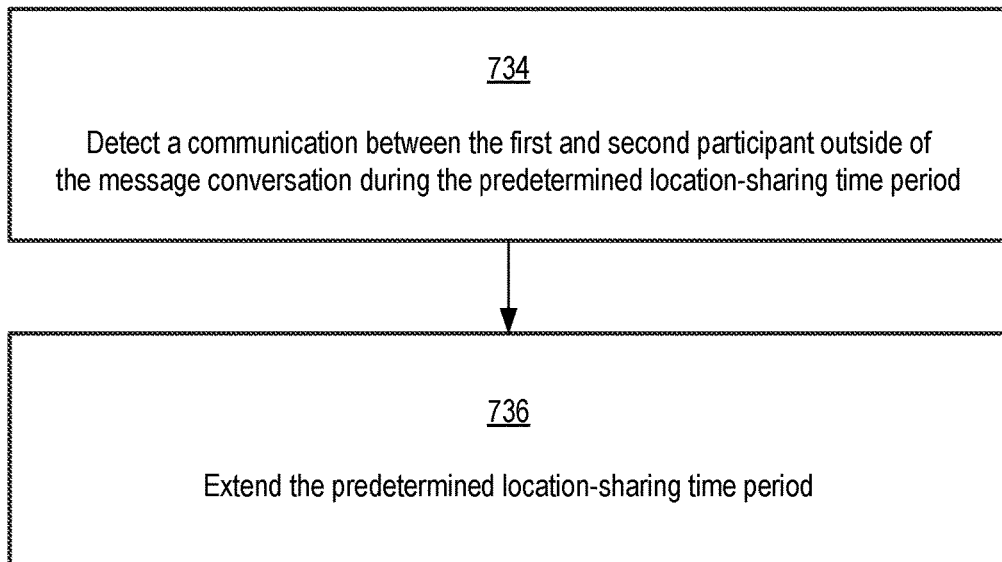 734
Detect a communication between the first and second participant outside of
the message conversation during the predetermined location-sharing time period
736
Extend the predetermined location-sharing time period